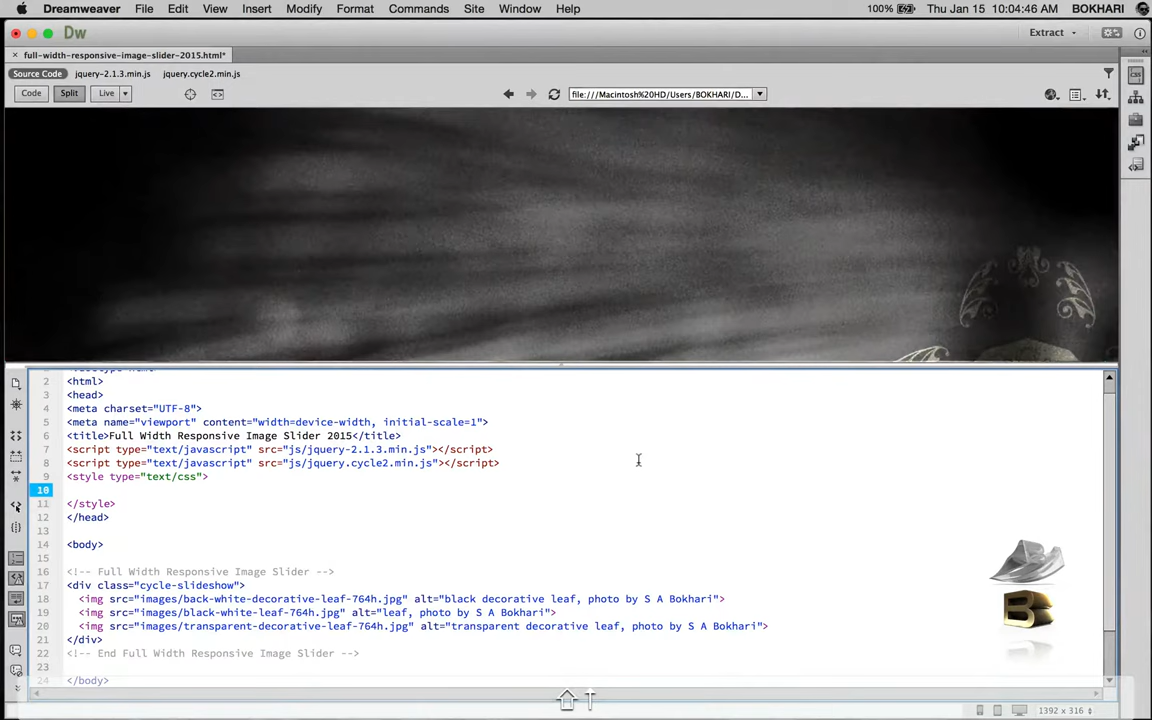 Dreamweaver File Edit View Insert Modify Format Commands Site Window Help 100% Thu Jan 15 10:04:46 AM BOKHARI
Dw Extract
× full-width-responsive-image-slider-2015.html*
Source Code jquery-2.1.3.min.js jquery.cycle2.min.js
Code Split Live file:///Macintosh%20HD/Users/BOKHARI/D...
2 <html>
3 <head>
4 <meta charset="UTF-8">
5 <meta name="viewport" content="width=device-width, initial-scale=1">
6 <title>Full Width Responsive Image Slider 2015</title>
7 <script type="text/javascript" src="js/jquery-2.1.3.min.js"></script>
8 <script type="text/javascript" src="js/jquery.cycle2.min.js"></script>
9 <style type="text/css">
10
11 </style>
12 </head>
13
14 <body>
15
16 <!-- Full Width Responsive Image Slider -->
17 <div class="cycle-slideshow">
18 <img src="images/back-white-decorative-leaf-764h.jpg" alt="black decorative leaf, photo by S A Bokhari">
19 <img src="images/black-white-leaf-764h.jpg" alt="leaf, photo by S A Bokhari">
20 <img src="images/transparent-decorative-leaf-764h.jpg" alt="transparent decorative leaf, photo by S A Bokhari">
21 </div>
22 <!-- End Full Width Responsive Image Slider -->
23
24 </body>
B
⇧ T
1392 x 316